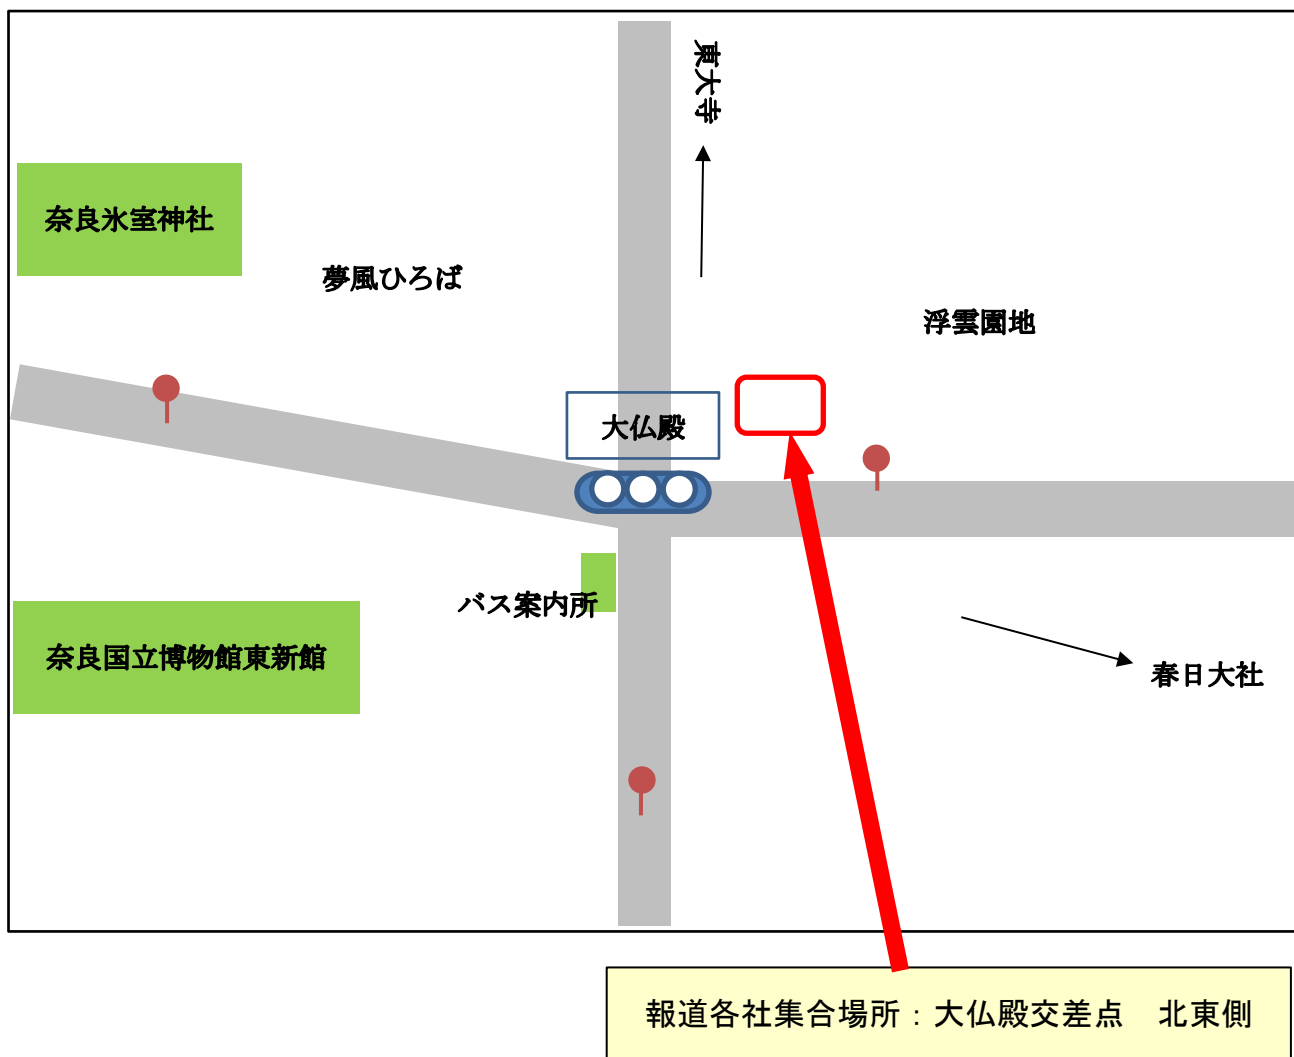 東大寺
奈良氷室神社
夢風ひろば
浮雲園地
大仏殿
バス案内所
奈良国立博物館東新館
春日大社
報道各社集合場所：大仏殿交差点　北東側